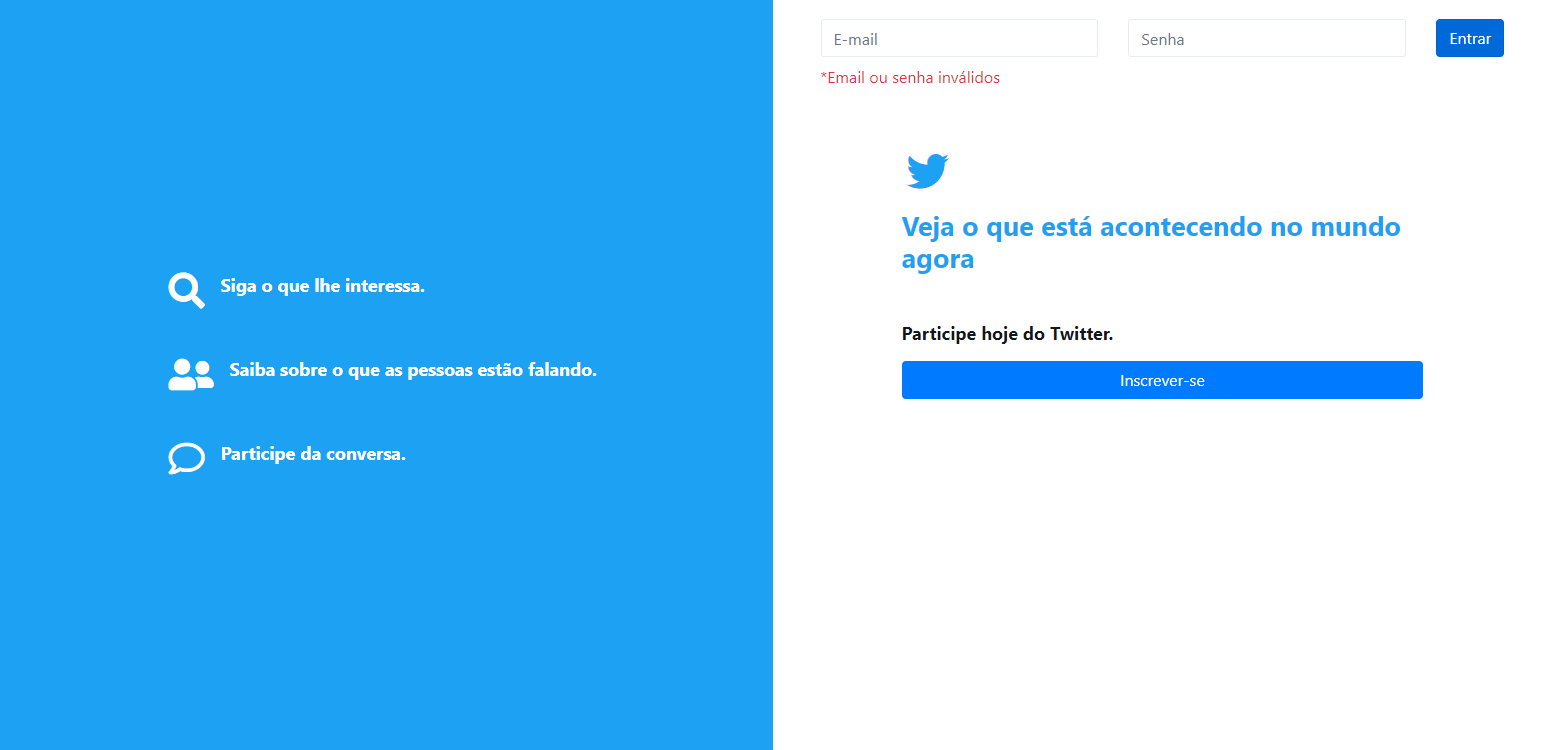 E-mail
Senha
Entrar
*Email ou senha inválidos
Siga o que lhe interessa.
Saiba sobre o que as pessoas estão falando.
Participe da conversa.
Veja o que está acontecendo no mundo
agora
Participe hoje do Twitter.
Inscrever-se